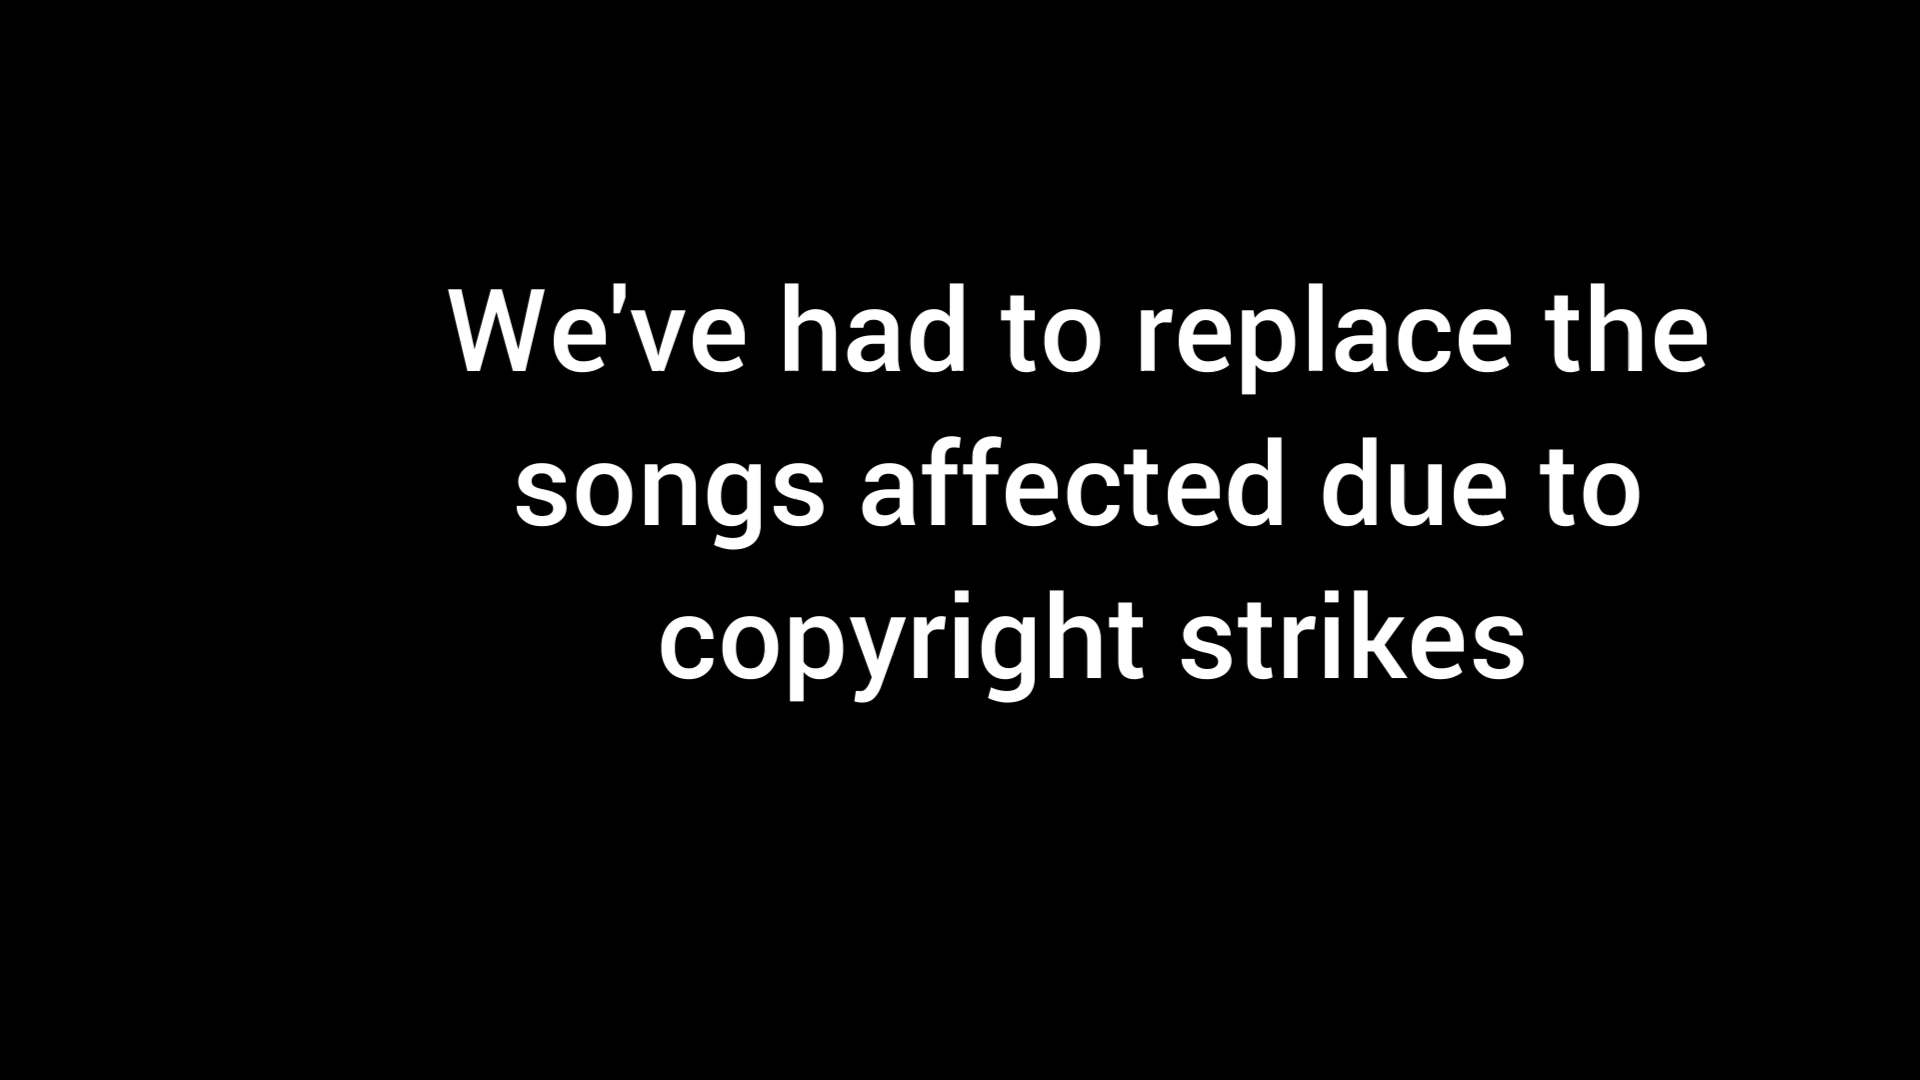 We've had to replace the
songs affected due to
copyright strikes